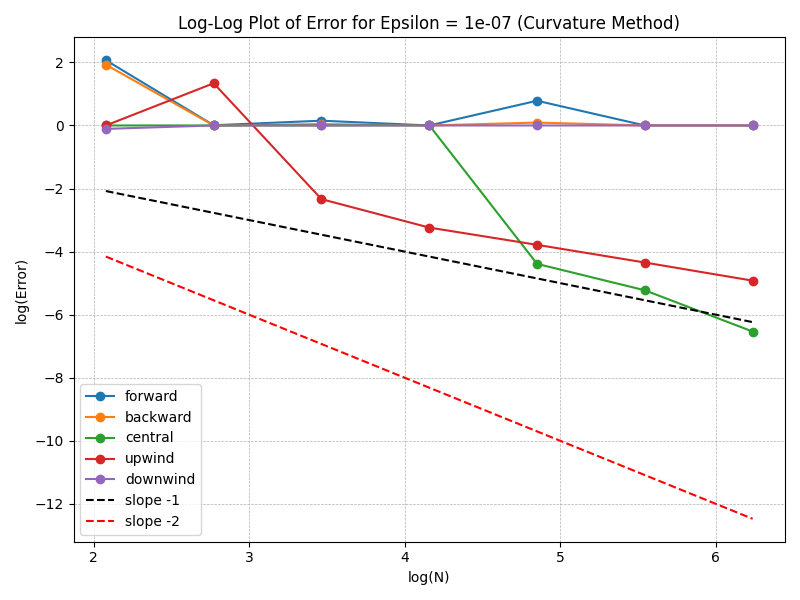 Log-Log Plot of Error for Epsilon = 1e-07 (Curvature Method)
2
0
−2
−4
−6
−8
−10
−12
log(Error)
forward
backward
central
upwind
downwind
slope -1
slope -2
2 3 4 5 6
log(N)